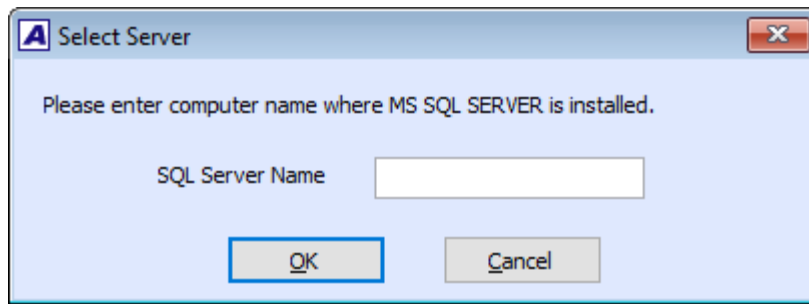 A Select Server
Please enter computer name where MS SQL SERVER is installed.
SQL Server Name
OK Cancel